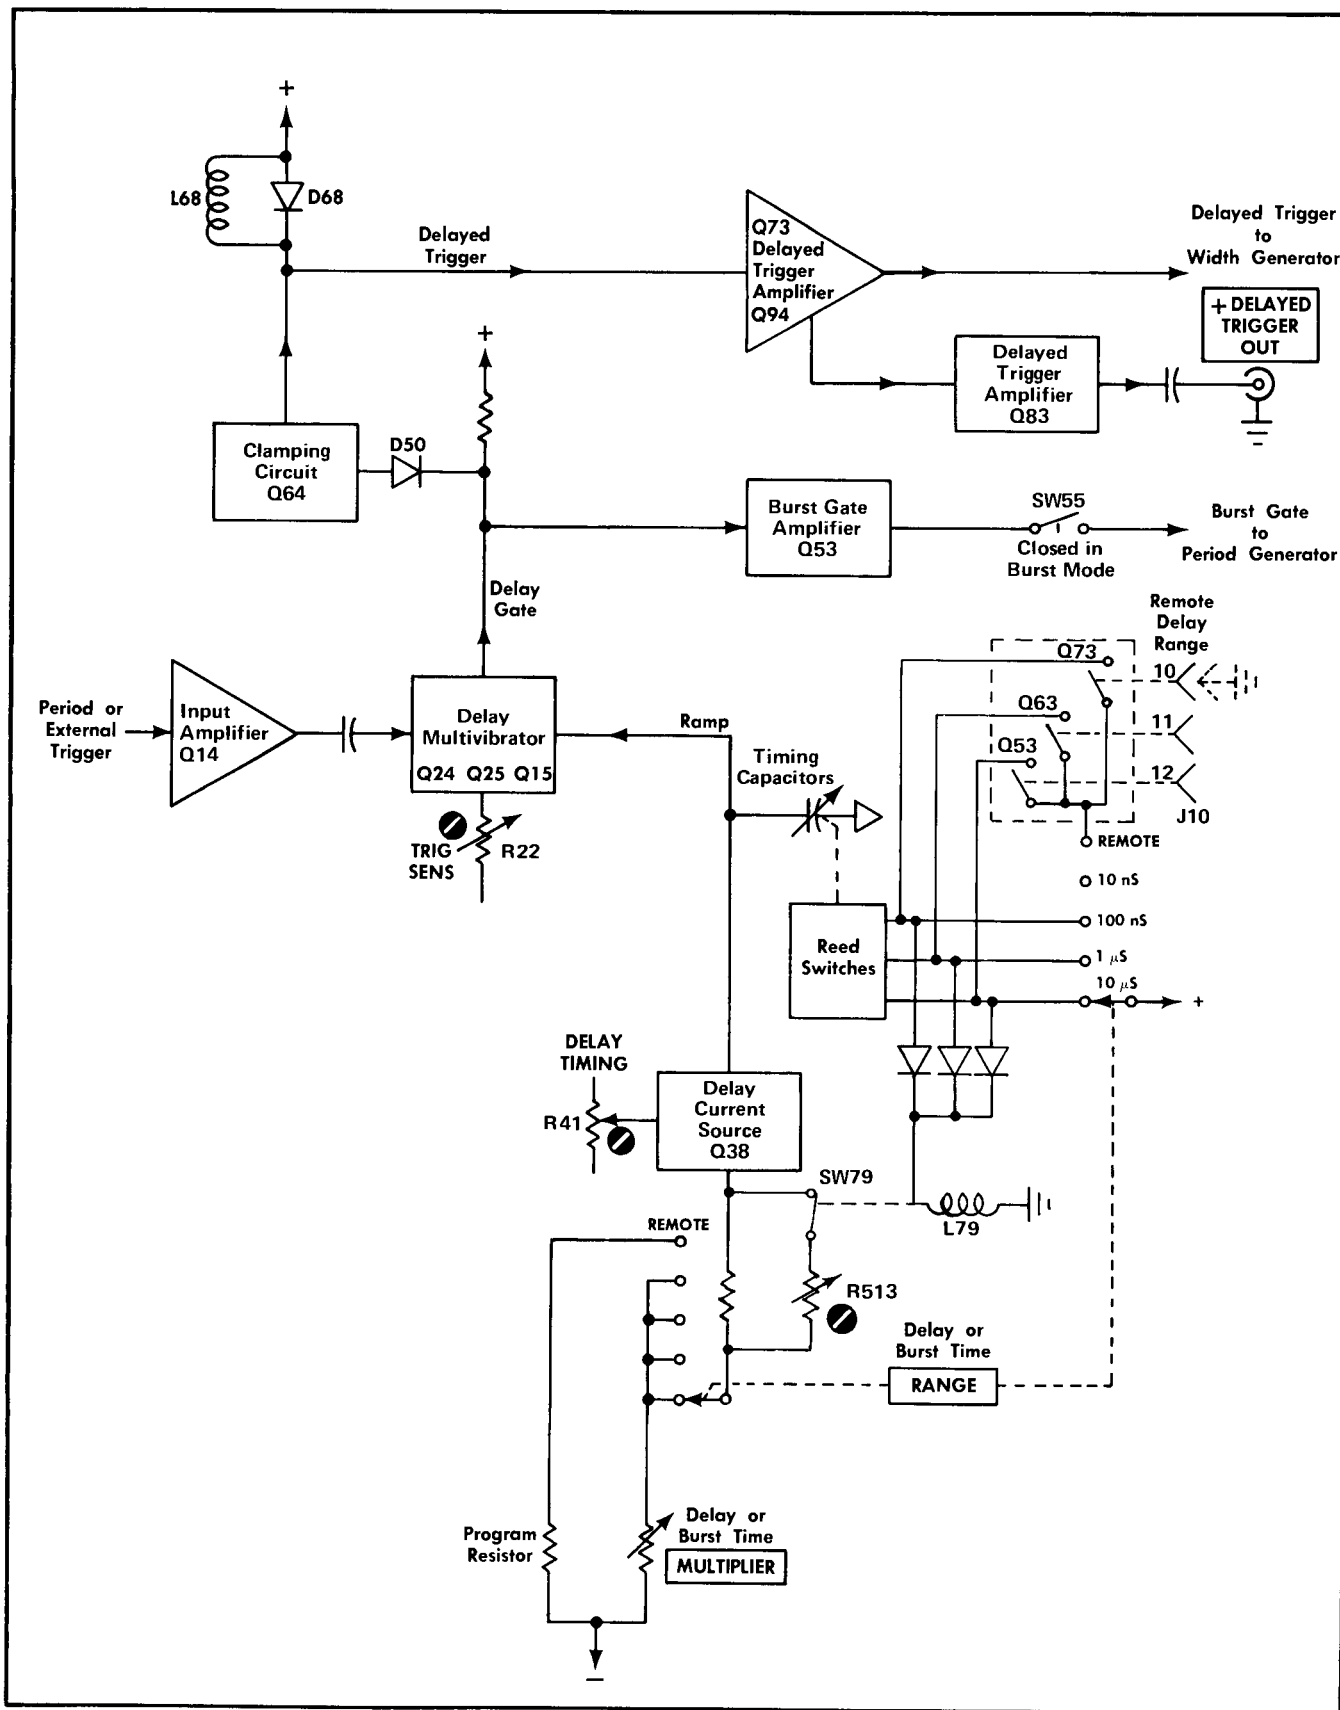 +
L68
D68
Delayed
Trigger
Q73
Delayed
Trigger
Amplifier
Q94
Delayed Trigger
to
Width Generator
+ DELAYED
TRIGGER
OUT
Delayed
Trigger
Amplifier
Q83
+
Clamping
Circuit
Q64
D50
Burst Gate
Amplifier
Q53
SW55
Closed in
Burst Mode
Burst Gate
to
Period Generator
Delay
Gate
Remote
Delay
Range
Q73
10
Q63
11
Q53
12
J10
Period or
External
Trigger
Input
Amplifier
Q14
Delay
Multivibrator
Q24 Q25 Q15
Ramp
Timing
Capacitors
TRIG
SENS
R22
REMOTE
10 nS
100 nS
1 μS
10 μS
+
Reed
Switches
DELAY
TIMING
R41
Delay
Current
Source
Q38
SW79
L79
REMOTE
R513
Delay or
Burst Time
RANGE
Program
Resistor
Delay or
Burst Time
MULTIPLIER
−